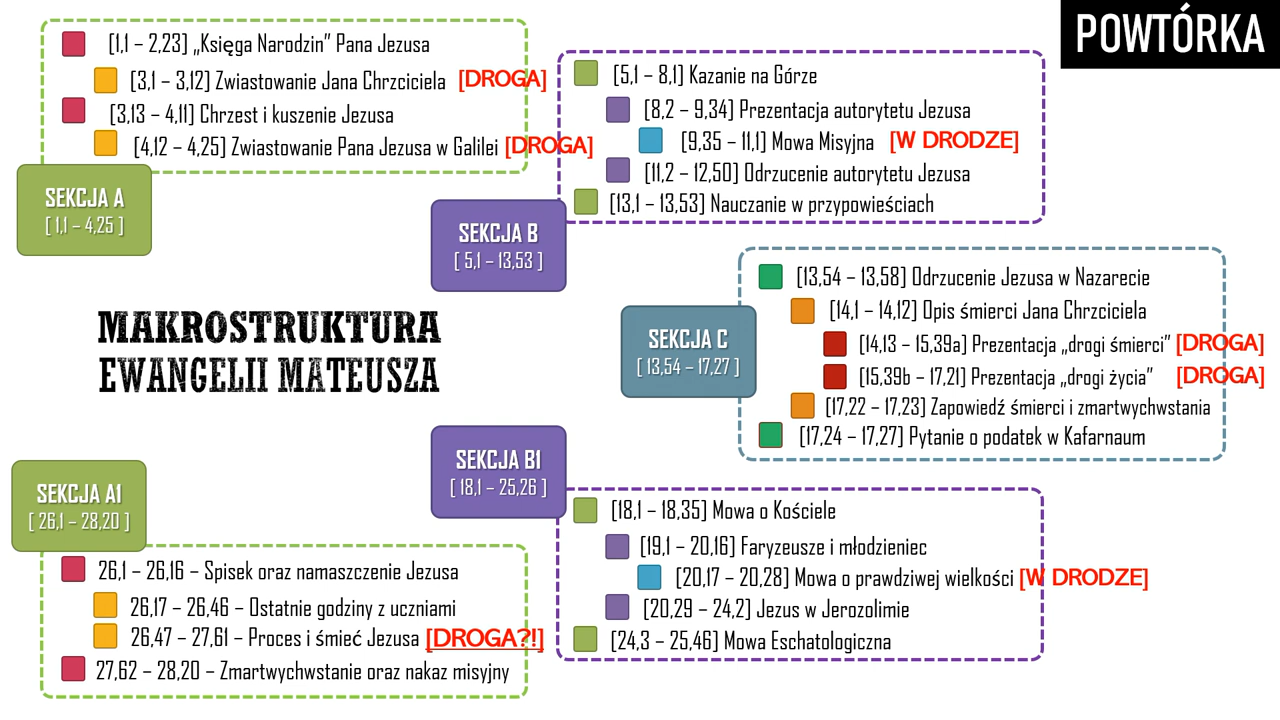 POWTÓRKA
[1,1 – 2,23] „Księga Narodzin” Pana Jezusa
[3,1 – 3,12] Zwiastowanie Jana Chrzciciela [DROGA]
[3,13 – 4,11] Chrzest i kuszenie Jezusa
[4,12 – 4,25] Zwiastowanie Pana Jezusa w Galilei [DROGA]
SEKCJA A
[ 1,1 – 4,25 ]
[5,1 – 8,1] Kazanie na Górze
[8,2 – 9,34] Prezentacja autorytetu Jezusa
[9,35 – 11,1] Mowa Misyjna [W DRODZE]
[11,2 – 12,50] Odrzucenie autorytetu Jezusa
[13,1 – 13,53] Nauczanie w przypowieściach
SEKCJA B
[ 5,1 – 13,53 ]
MAKROSTRUKTURA
EWANGELII MATEUSZA
SEKCJA C
[ 13,54 – 17,27 ]
[13,54 – 13,58] Odrzucenie Jezusa w Nazarecie
[14,1 – 14,12] Opis śmierci Jana Chrzciciela
[14,13 – 15,39a] Prezentacja „drogi śmierci” [DROGA]
[15,39b – 17,21] Prezentacja „drogi życia” [DROGA]
[17,22 – 17,23] Zapowiedź śmierci i zmartwychwstania
[17,24 – 17,27] Pytanie o podatek w Kafarnaum
SEKCJA B1
[ 18,1 – 25,26 ]
[18,1 – 18,35] Mowa o Kościele
[19,1 – 20,16] Faryzeusze i młodzieniec
[20,17 – 20,28] Mowa o prawdziwej wielkości [W DRODZE]
[20,29 – 24,2] Jezus w Jerozolimie
[24,3 – 25,46] Mowa Eschatologiczna
SEKCJA A1
[ 26,1 – 28,20 ]
26,1 – 26,16 – Spisek oraz namaszczenie Jezusa
26,17 – 26,46 – Ostatnie godziny z uczniami
26,47 – 27,61 – Proces i śmieć Jezusa [DROGA?!]
27,62 – 28,20 – Zmartwychwstanie oraz nakaz misyjny